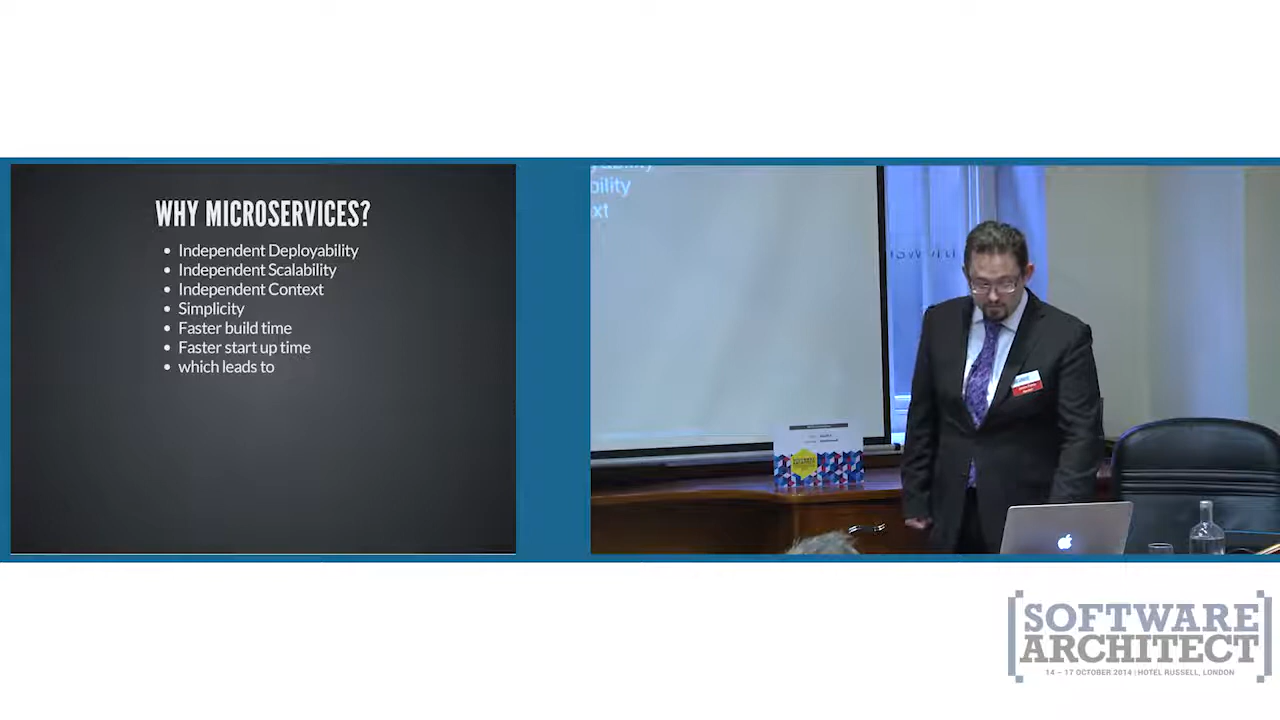 WHY MICROSERVICES?
• Independent Deployability
• Independent Scalability
• Independent Context
• Simplicity
• Faster build time
• Faster start up time
• which leads to
bility
xt
[SOFTWARE
ARCHITECT]
14 – 17 OCTOBER 2014 | HOTEL RUSSELL, LONDON